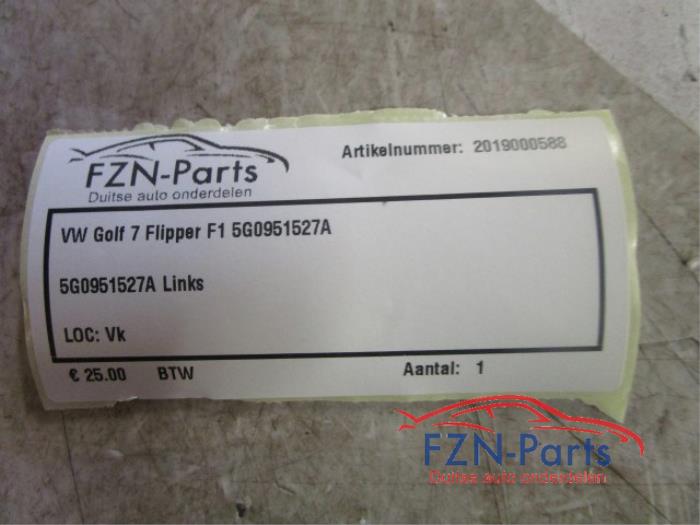 FZN-Parts
Duitse auto onderdelen
Artikelnummer: 2019000588
VW Golf 7 Flipper F1 5G0951527A
5G0951527A Links
LOC: Vk
€ 25.00 BTW Aantal: 1
FZN-Parts
Duitse auto onderdelen